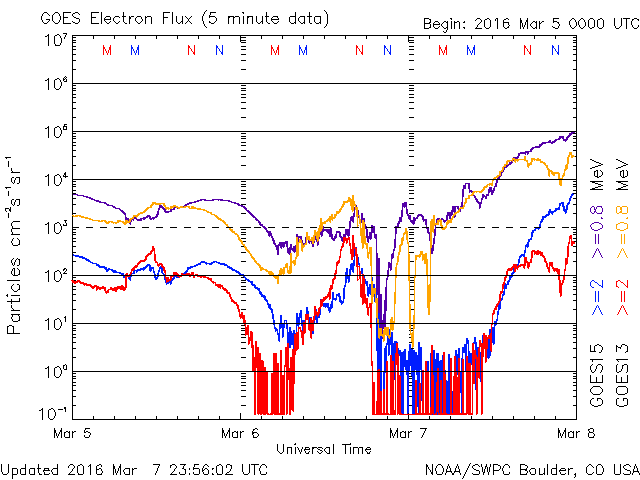 GOES Electron Flux (5 minute data)
Begin: 2016 Mar 5 0000 UTC
Particles cm⁻²s⁻¹sr⁻¹
10⁷
10⁶
10⁵
10⁴
10³
10²
10¹
10⁰
10⁻¹
M M N N M M N N M M N N
Mar 5 Mar 6 Mar 7 Mar 8
Universal Time
GOES15 >=2 >=0.8 MeV
GOES13 >=2 >=0.8 MeV
Updated 2016 Mar 7 23:56:02 UTC
NOAA/SWPC Boulder, CO USA